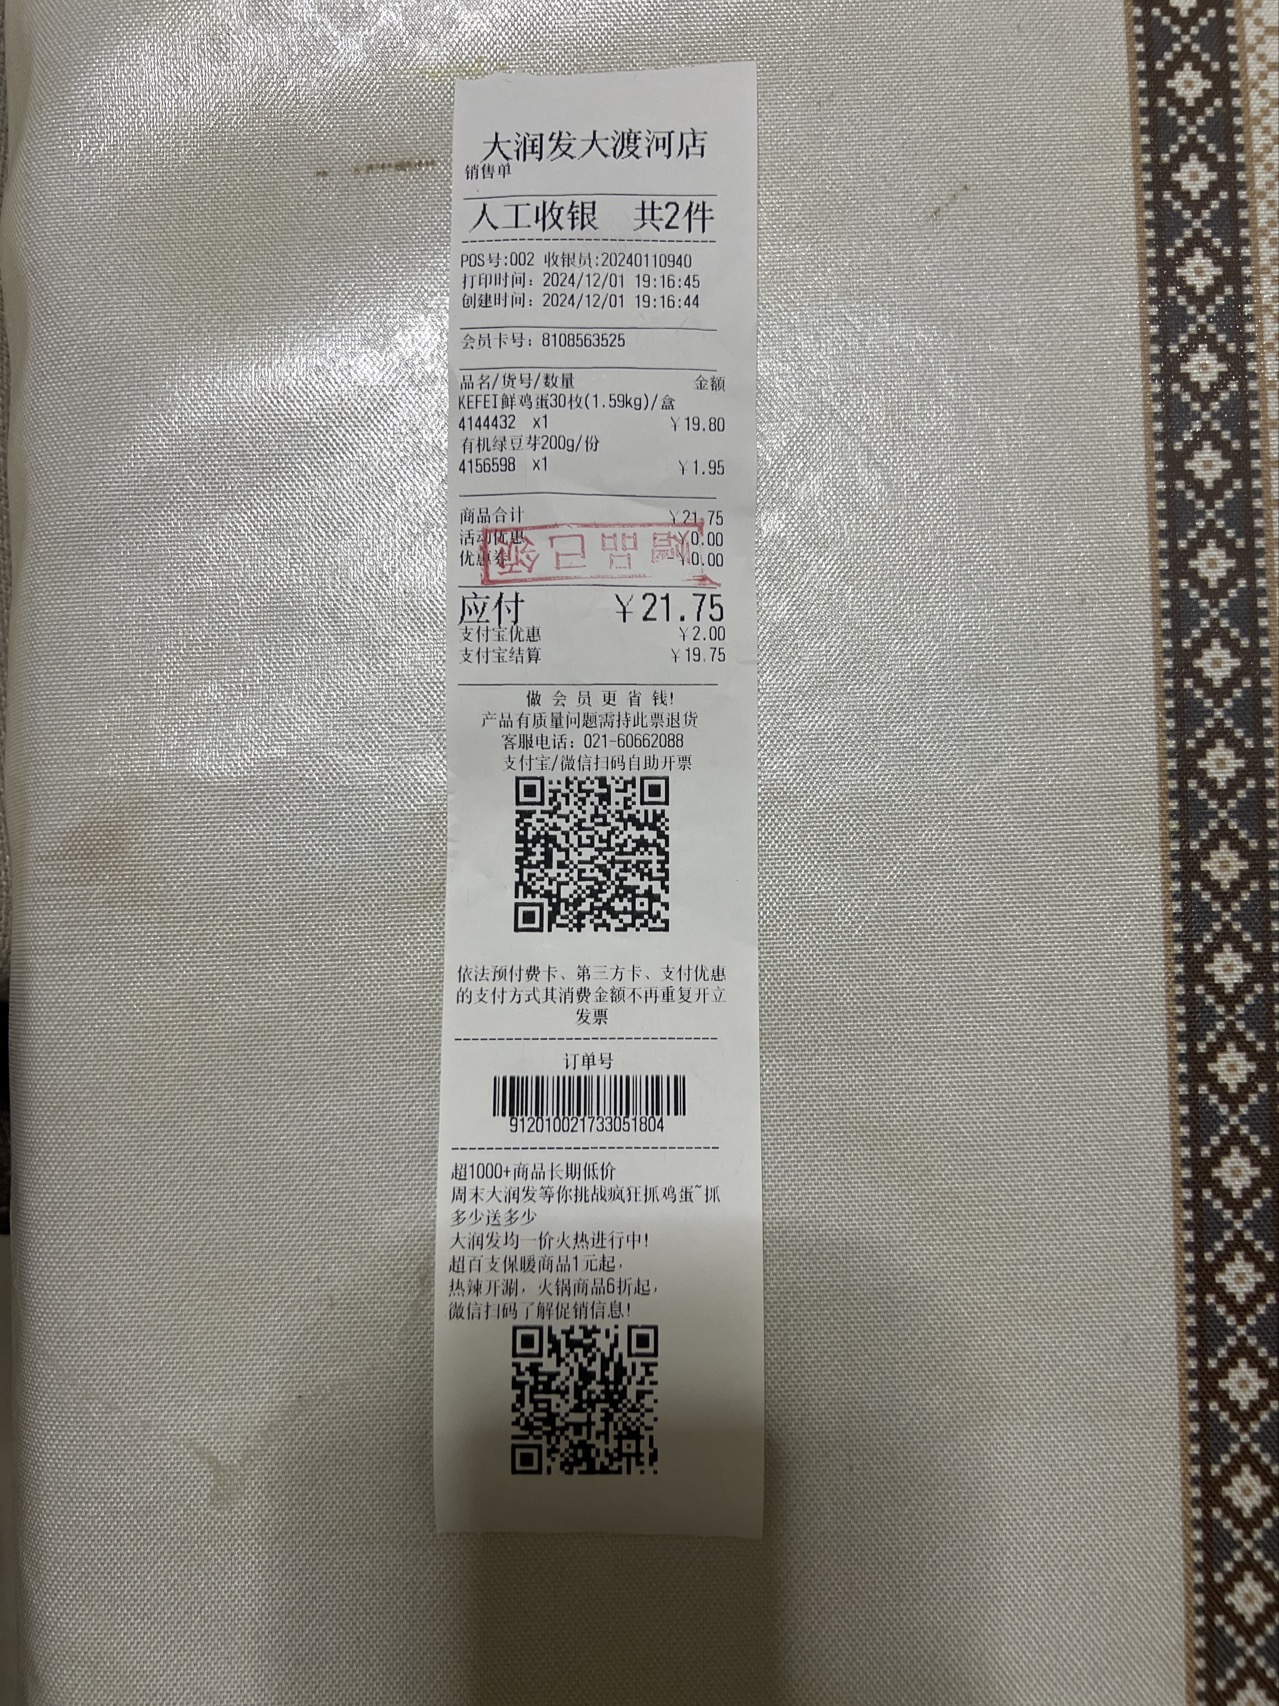 大润发大渡河店
销售单
人工收银 共2件
POS号:002 收银员:20240110940
打印时间: 2024/12/01 19:16:45
创建时间: 2024/12/01 19:16:44
会员卡号: 8108563525
品名/货号/数量 金额
KEFEI鲜鸡蛋30枚(1.59kg)/盒
4144432 x1 ￥19.80
有机绿豆芽200g/份
4156598 x1 ￥1.95
商品合计 ￥21.75
活动优惠 ￥0.00
优惠券 ￥0.00
赠品已领
应付 ￥21.75
支付宝优惠 ￥2.00
支付宝结算 ￥19.75
做会员更省钱!
产品有质量问题需持此票退货
客服电话: 021-60662088
支付宝/微信扫码自助开票
依法预付费卡、第三方卡、支付优惠
的支付方式其消费金额不再重复开立
发票
订单号
912010021733051804
超1000+商品长期低价
周末大润发等你挑战疯狂抓鸡蛋~抓
多少送多少
大润发均一价火热进行中!
超百支保暖商品1元起,
热辣开涮, 火锅商品6折起,
微信扫码了解促销信息!